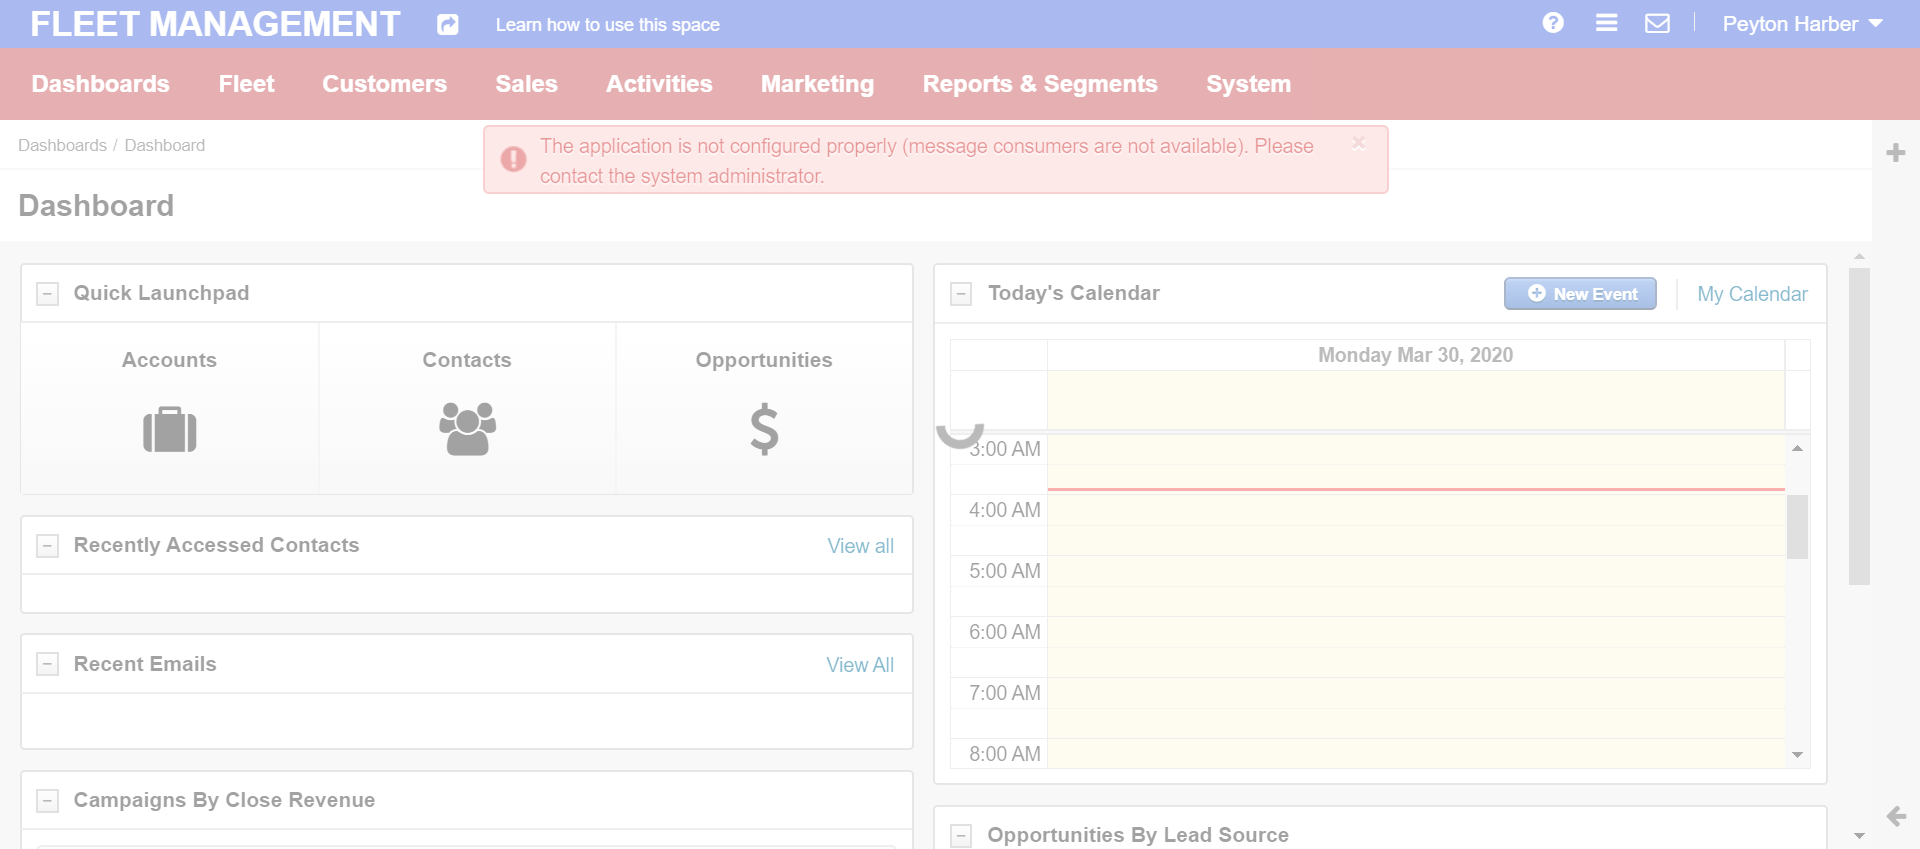 FLEET MANAGEMENT
Learn how to use this space
Peyton Harber
Dashboards Fleet Customers Sales Activities Marketing Reports & Segments System
Dashboards / Dashboard
The application is not configured properly (message consumers are not available). Please
contact the system administrator.
Dashboard
Quick Launchpad
Accounts Contacts Opportunities
Recently Accessed Contacts View all
Recent Emails View All
Campaigns By Close Revenue
Today's Calendar New Event My Calendar
Monday Mar 30, 2020
3:00 AM
4:00 AM
5:00 AM
6:00 AM
7:00 AM
8:00 AM
Opportunities By Lead Source